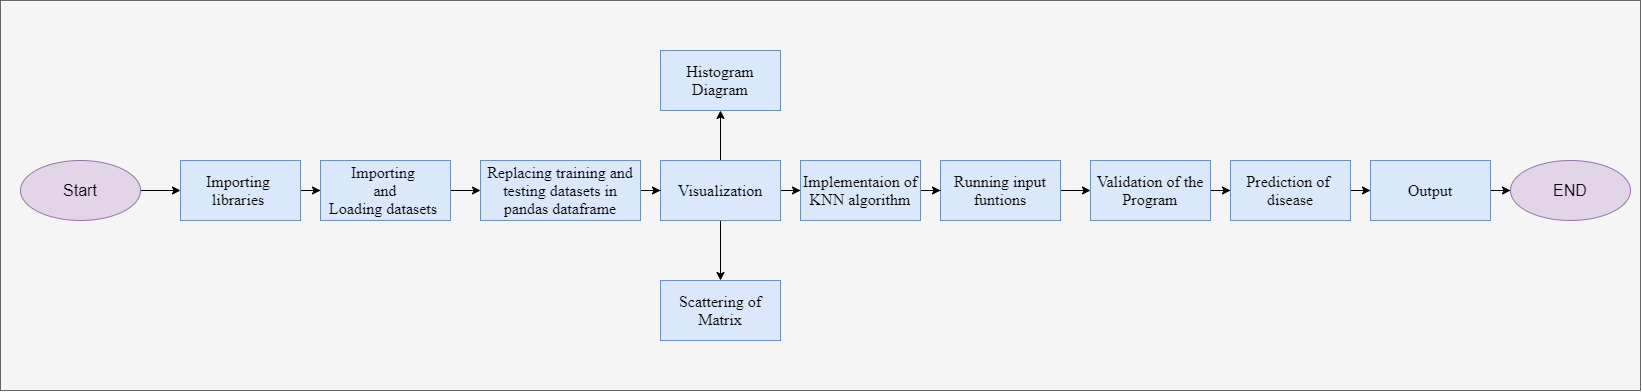 Start
Importing
libraries
Importing
and
Loading datasets
Replacing training and
testing datasets in
pandas dataframe
Histogram
Diagram
Visualization
Scattering of
Matrix
Implementaion of
KNN algorithm
Running input
funtions
Validation of the
Program
Prediction of
disease
Output
END